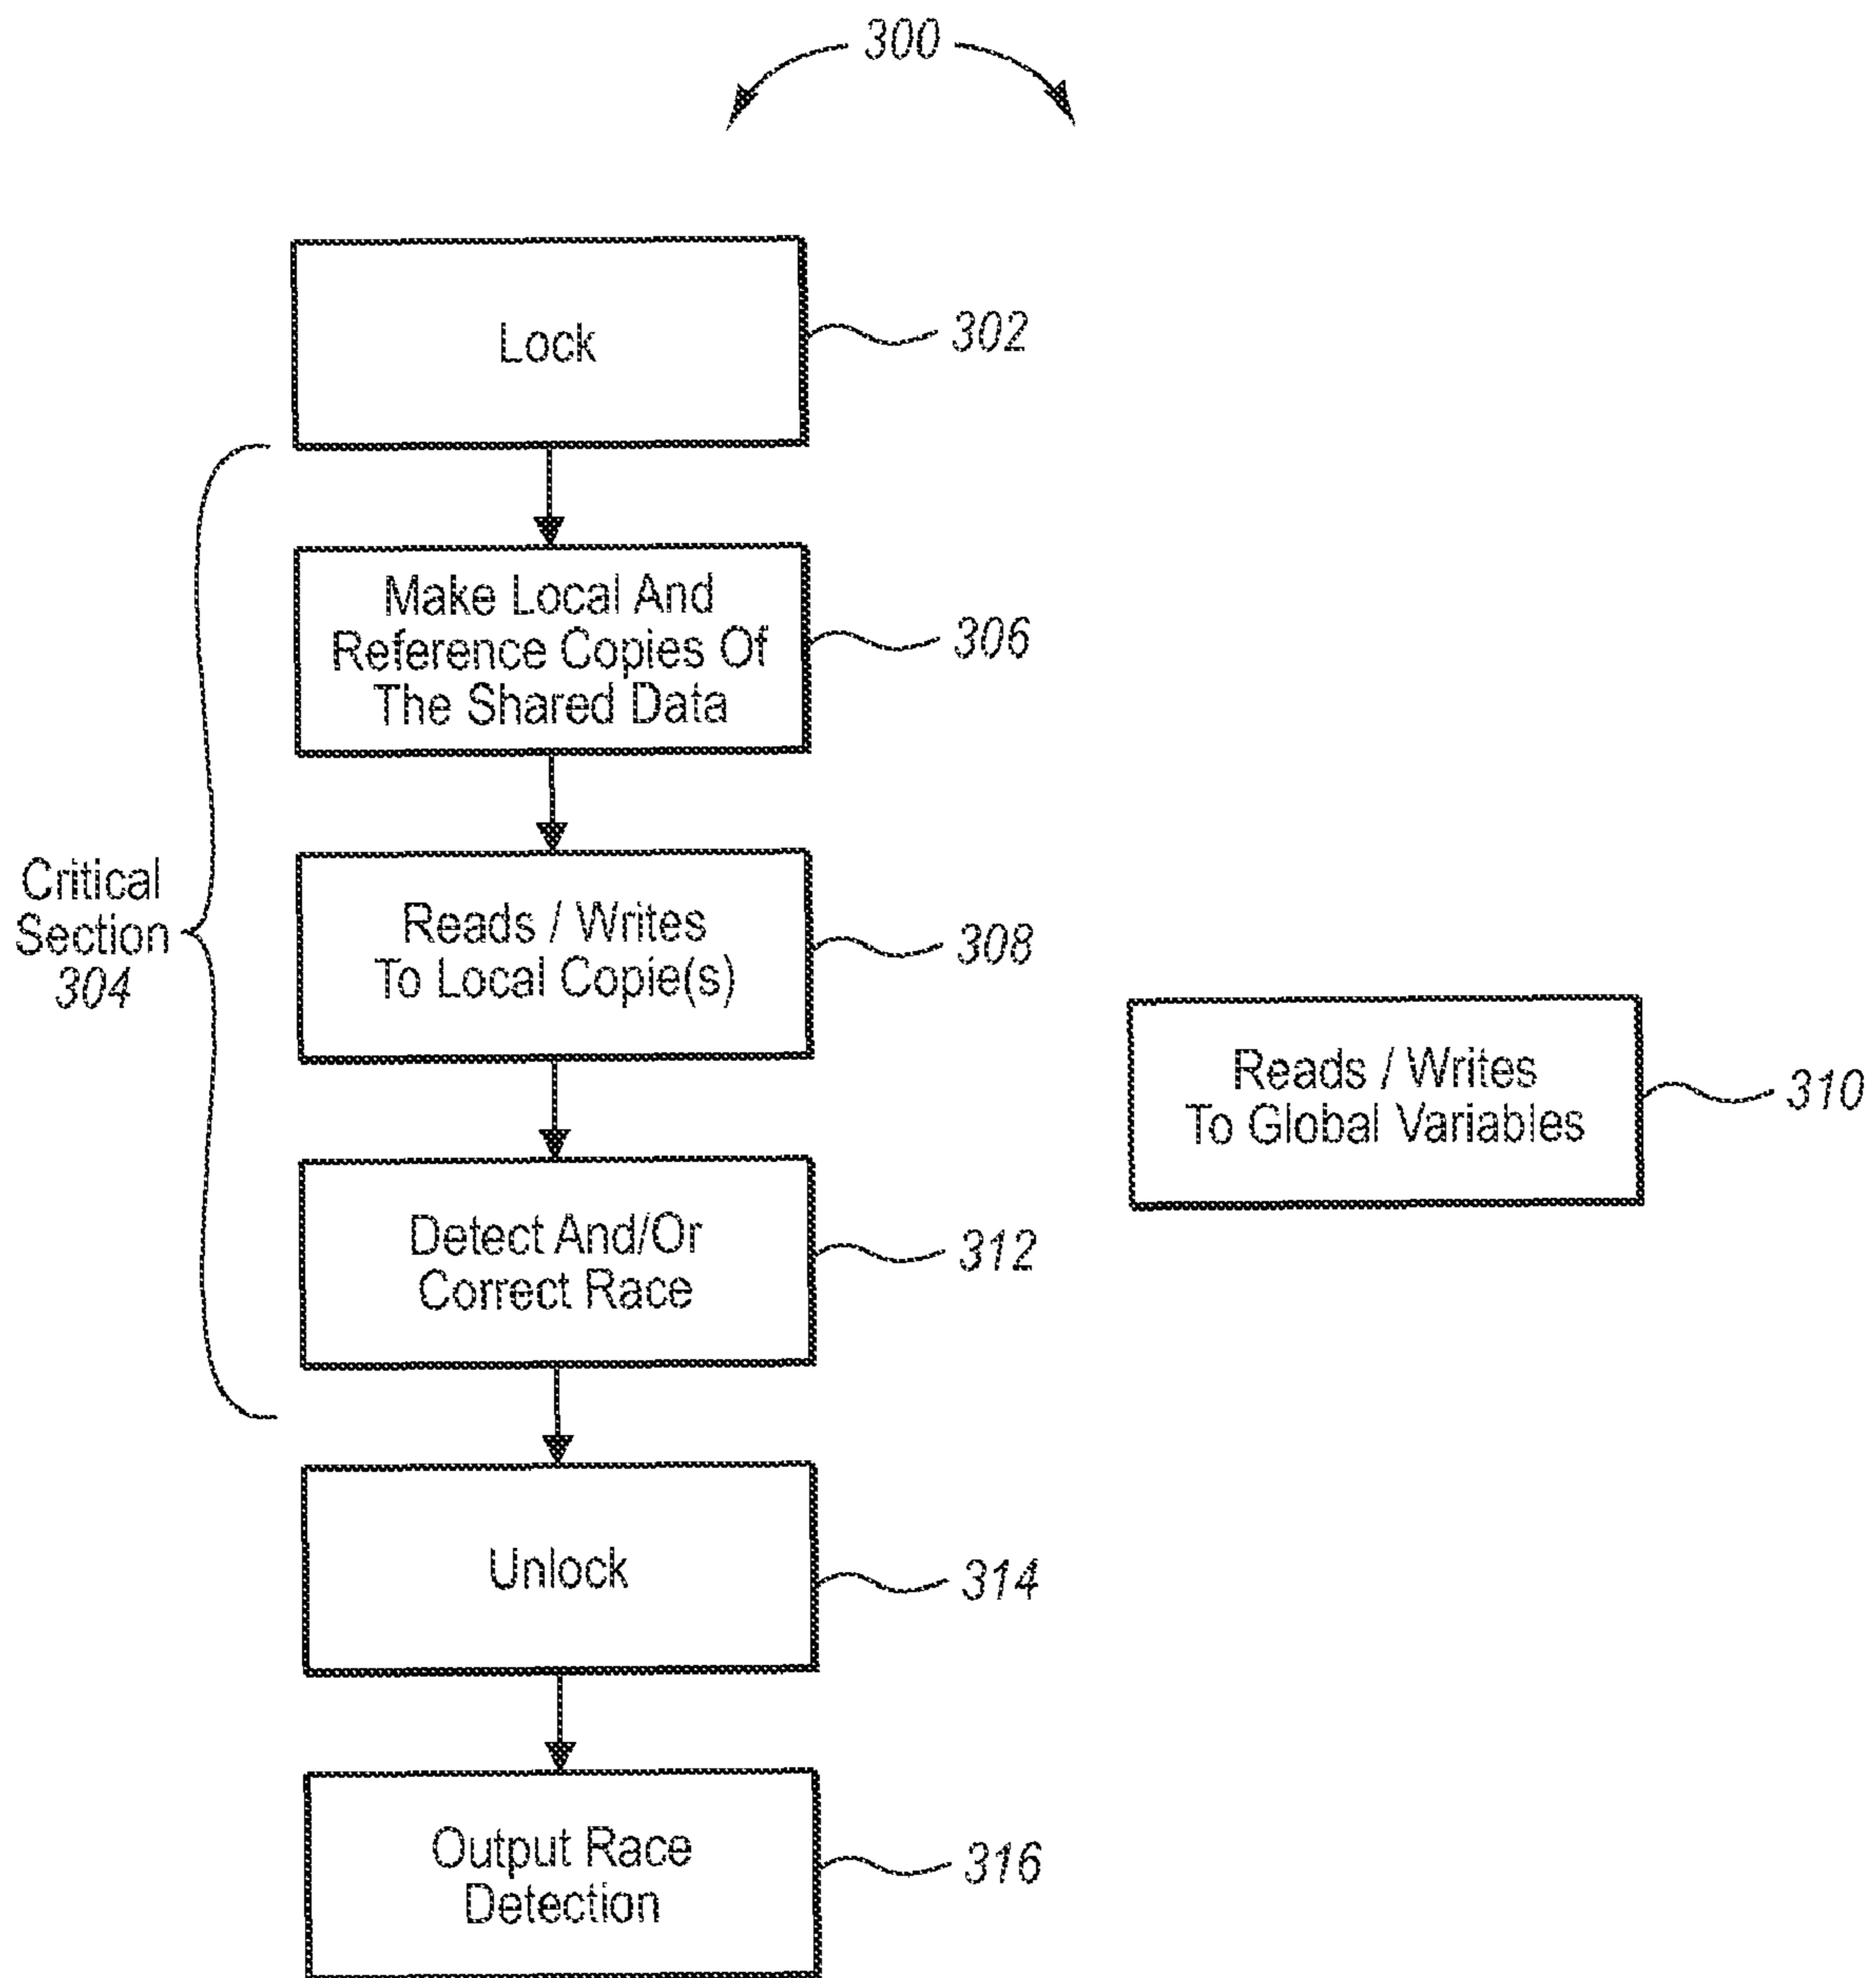 300
Lock
302
Make Local And
Reference Copies Of
The Shared Data
306
Critical
Section
304
Reads / Writes
To Local Copie(s)
308
Reads / Writes
To Global Variables
310
Detect And/Or
Correct Race
312
Unlock
314
Output Race
Detection
316